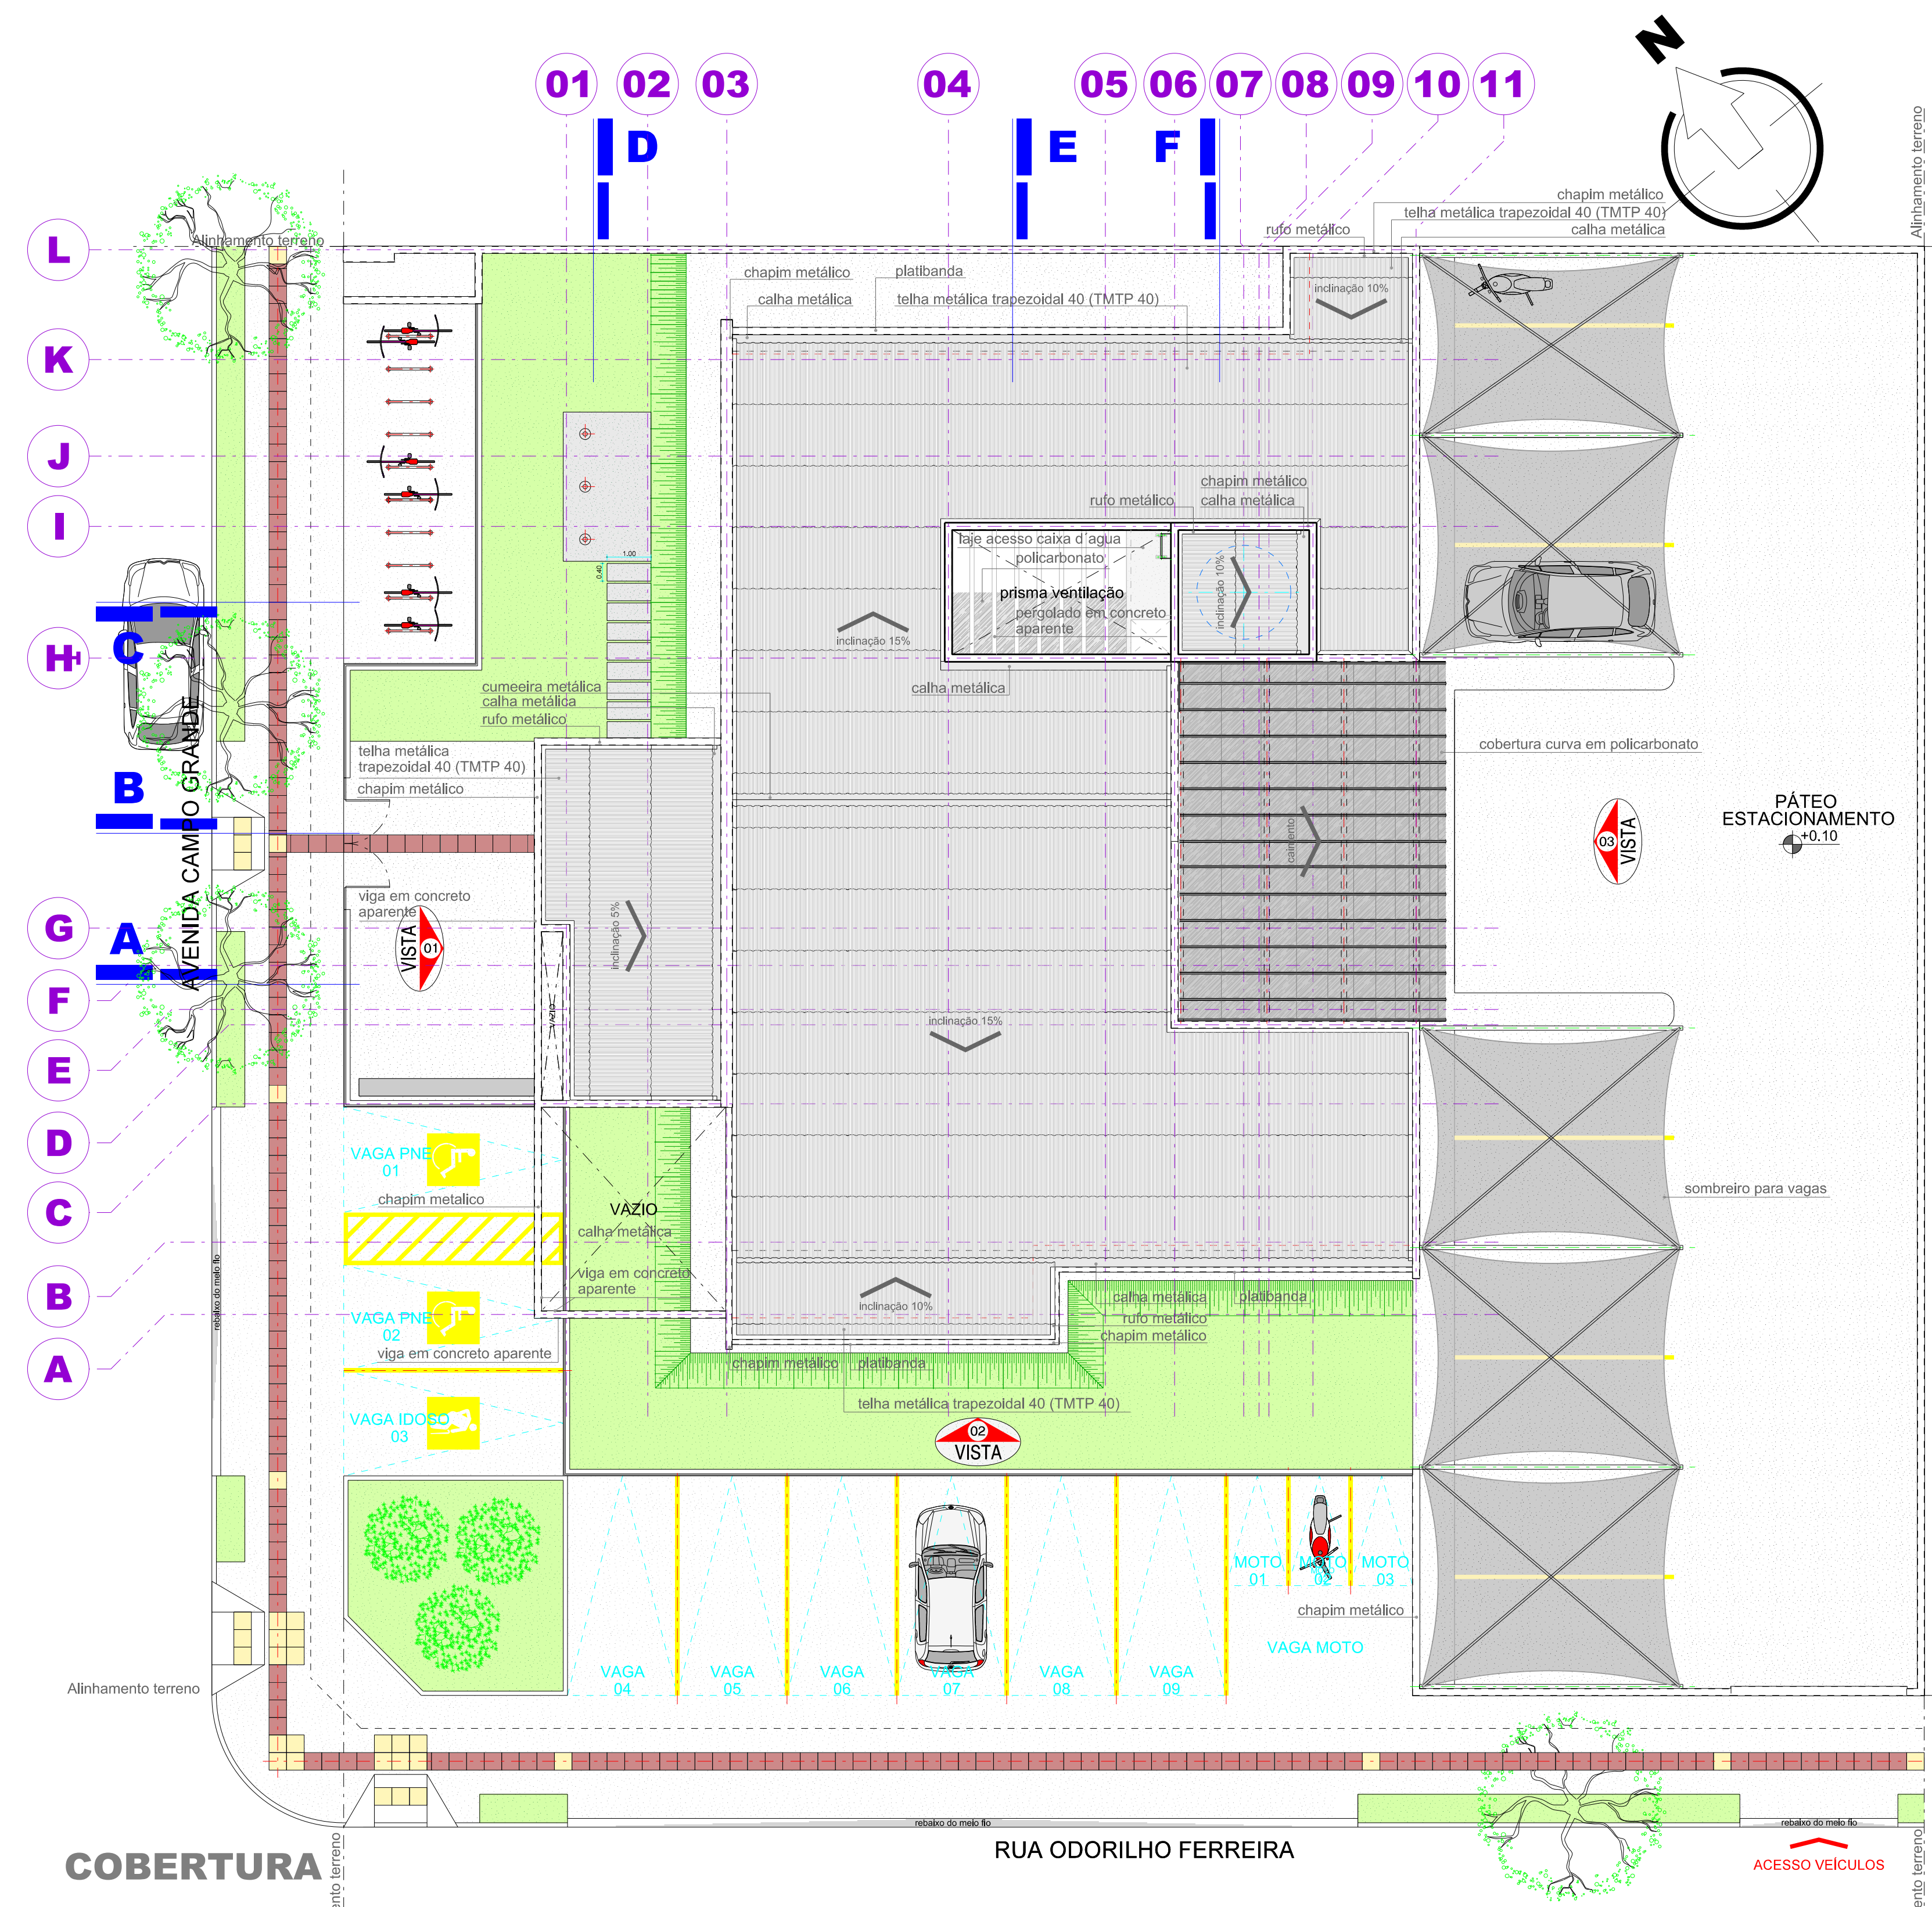 01 02 03 04 05 06 07 08 09 10 11
N
D E F
Alinhamento terreno
chapim metálico
telha metálica trapezoidal 40 (TMTP 40)
calha metálica
rufo metálico
L
Alinhamento terreno
chapim metálico
platibanda
calha metálica
telha metálica trapezoidal 40 (TMTP 40)
inclinação 10%
K
J
chapim metálico
rufo metálico
calha metálica
I
laje acesso caixa d´agua
policarbonato
prisma ventilação
pergolado em concreto
aparente
inclinação 10%
1.00
0.40
inclinação 15%
H
C
calha metálica
cumeeira metálica
calha metálica
rufo metálico
telha metálica
trapezoidal 40 (TMTP 40)
chapim metálico
cobertura curva em policarbonato
B
AVENIDA CAMPO GRANDE
PÁTEO
ESTACIONAMENTO
+0.10
03
VISTA
caimento
viga em concreto
aparente
VISTA
01
inclinação 5%
G
A
F
VAZIO
inclinação 15%
E
D
VAGA PNE
01
chapim metalico
sombreiro para vagas
C
VAZIO
calha metálica
viga em concreto
aparente
B
rebaixo do meio fio
inclinação 10%
calha metálica
platibanda
rufo metálico
chapim metálico
VAGA PNE
02
viga em concreto aparente
A
chapim metálico
platibanda
telha metálica trapezoidal 40 (TMTP 40)
VAGA IDOSO
03
02
VISTA
MOTO
01
MOTO
02
MOTO
03
chapim metálico
VAGA MOTO
VAGA
04
VAGA
05
VAGA
06
VAGA
07
VAGA
08
VAGA
09
Alinhamento terreno
rebaixo do meio fio
rebaixo do meio fio
RUA ODORILHO FERREIRA
ACESSO VEÍCULOS
COBERTURA
ento terreno
ento terreno